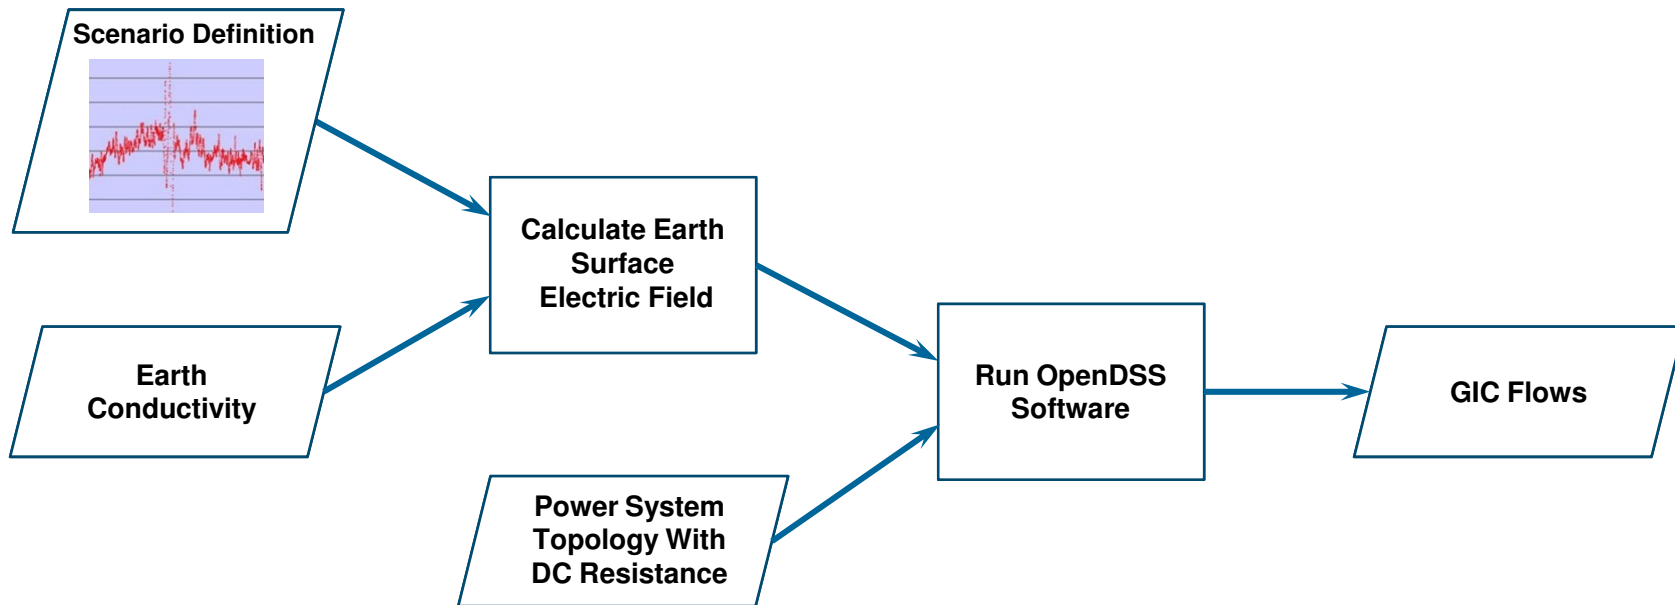 Scenario Definition
Calculate Earth
Surface
Electric Field
Earth
Conductivity
Run OpenDSS
Software
GIC Flows
Power System
Topology With
DC Resistance